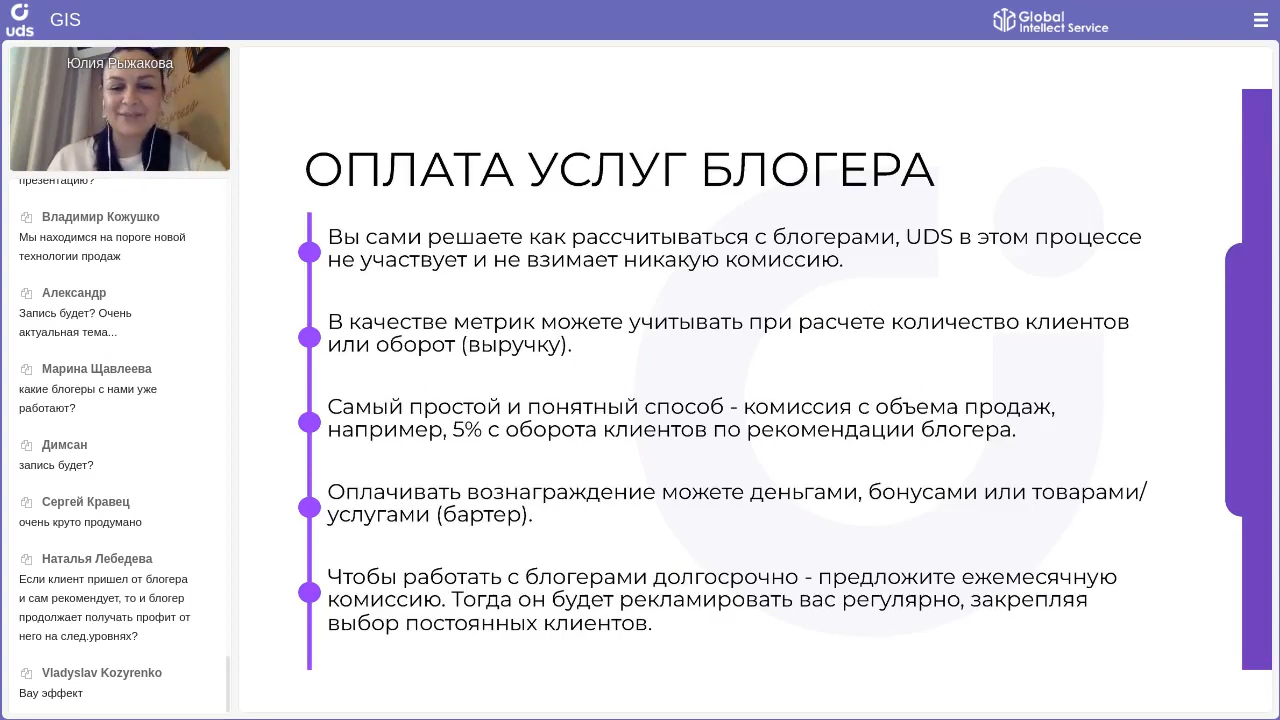 uds
GIS
Global
Intellect Service
Юлия Рыжакова
презентацию?
Владимир Кожушко
Мы находимся на пороге новой
технологии продаж
Александр
Запись будет? Очень
актуальная тема...
Марина Щавлеева
какие блогеры с нами уже
работают?
Димсан
запись будет?
Сергей Кравец
очень круто продумано
Наталья Лебедева
Если клиент пришел от блогера
и сам рекомендует, то и блогер
продолжает получать профит от
него на след.уровнях?
Vladyslav Kozyrenko
Вау эффект
ОПЛАТА УСЛУГ БЛОГЕРА
Вы сами решаете как рассчитываться с блогерами, UDS в этом процессе
не участвует и не взимает никакую комиссию.
В качестве метрик можете учитывать при расчете количество клиентов
или оборот (выручку).
Самый простой и понятный способ - комиссия с объема продаж,
например, 5% с оборота клиентов по рекомендации блогера.
Оплачивать вознаграждение можете деньгами, бонусами или товарами/
услугами (бартер).
Чтобы работать с блогерами долгосрочно - предложите ежемесячную
комиссию. Тогда он будет рекламировать вас регулярно, закрепляя
выбор постоянных клиентов.